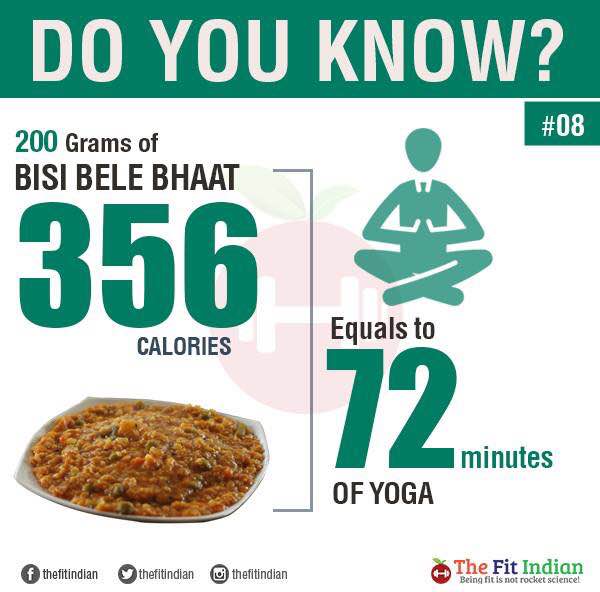 DO YOU KNOW?
#08
200 Grams of
BISI BELE BHAAT
356
CALORIES
Equals to
72
minutes
OF YOGA
thefitindian
thefitindian
thefitindian
The Fit Indian
Being fit is not rocket science!